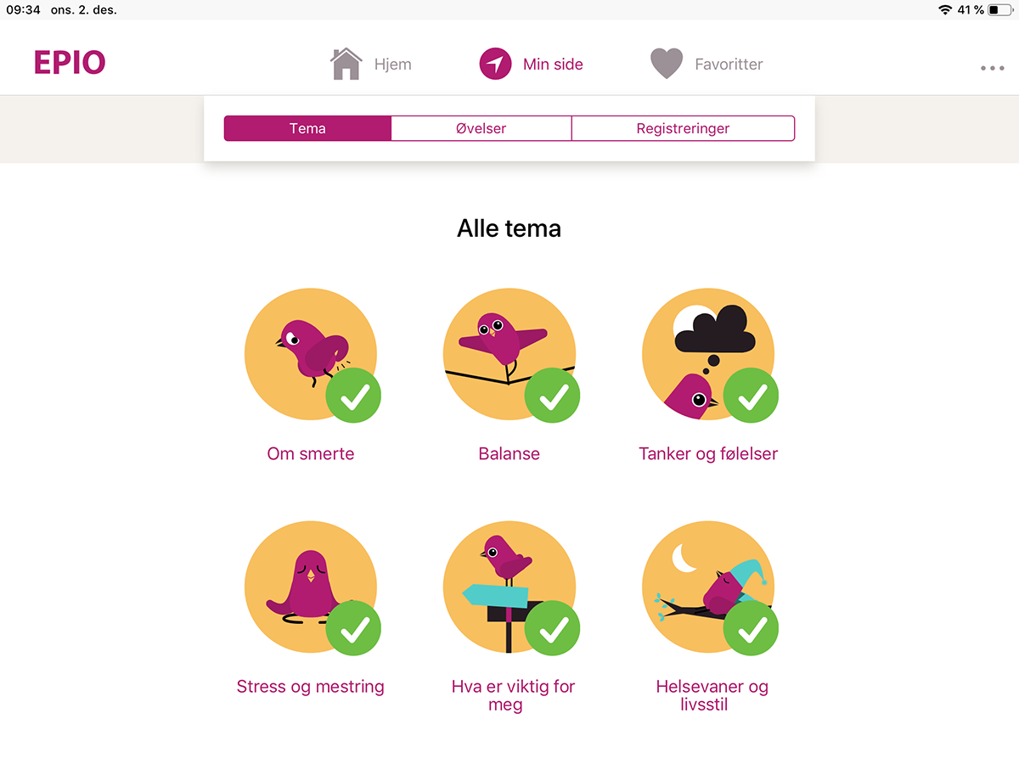 09:34 ons. 2. des. 41 %
EPIO Hjem Min side Favoritter
Tema Øvelser Registreringer
Alle tema
Om smerte Balanse Tanker og følelser
Stress og mestring Hva er viktig for Helsevaner og
meg livsstil